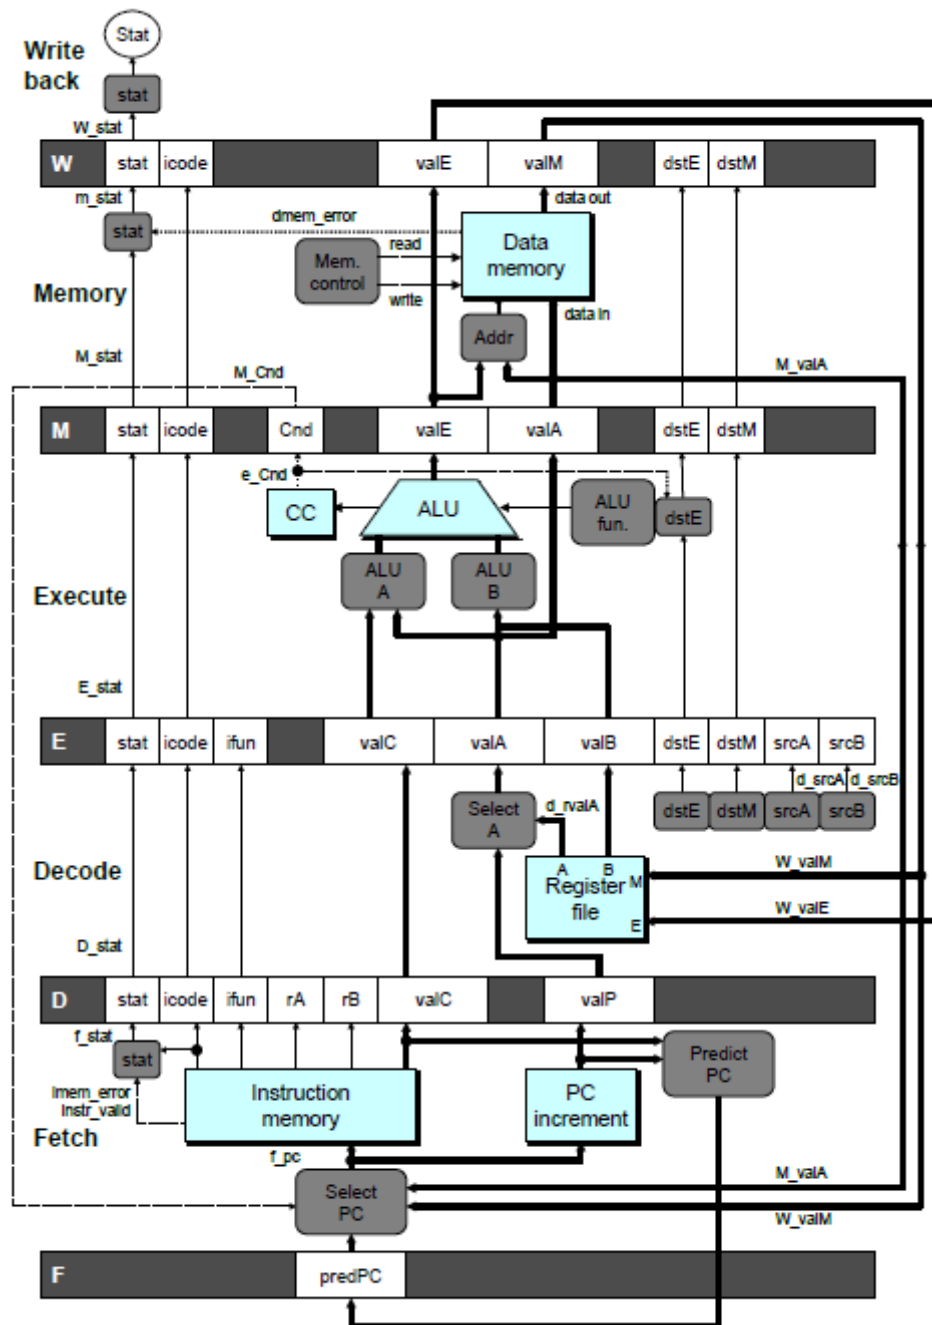 Stat
Write
back
stat
W_stat
W stat icode valE valM dstE dstM
m_stat
data out
dmem_error
stat
read
Mem.
control
Data
memory
write
Memory
data in
Addr
M_stat
M_Cnd
M_valA
M stat icode Cnd valE valA dstE dstM
e_Cnd
CC
ALU
ALU
fun.
dstE
ALU
A
ALU
B
Execute
E_stat
E stat icode ifun valC valA valB dstE dstM srcA srcB
d_srcA d_srcB
Select
A
d_rvalA
dstE dstM srcA srcB
Decode
A B
M
Register
file
E
W_valM
W_valE
D_stat
D stat icode ifun rA rB valC valP
f_stat
stat
Predict
PC
Imem_error
Instr_valid
Instruction
memory
PC
increment
Fetch
f_pc
M_valA
Select
PC
W_valM
F predPC